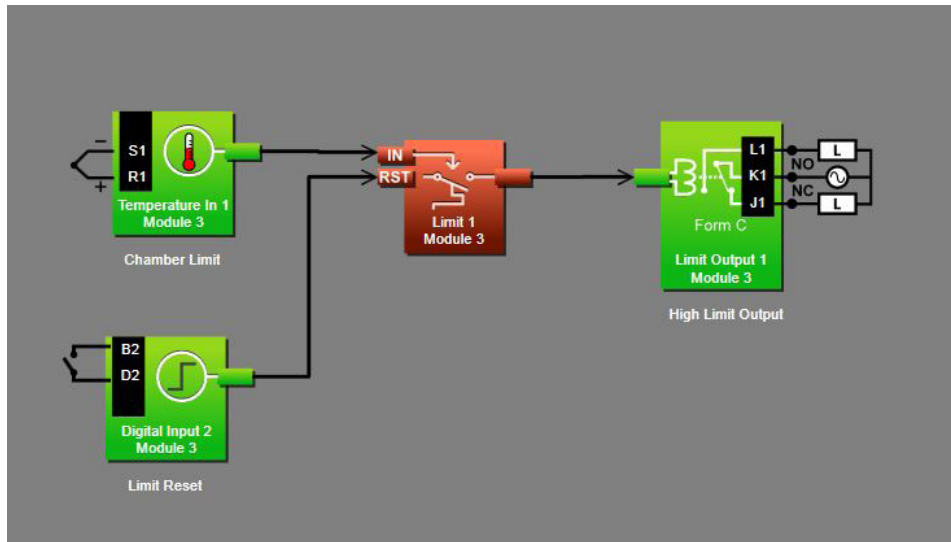 S1
R1
Temperature In 1
Module 3
Chamber Limit
B2
D2
Digital Input 2
Module 3
Limit Reset
IN
RST
Limit 1
Module 3
L1
K1
J1
NO
NC
L
L
Form C
Limit Output 1
Module 3
High Limit Output